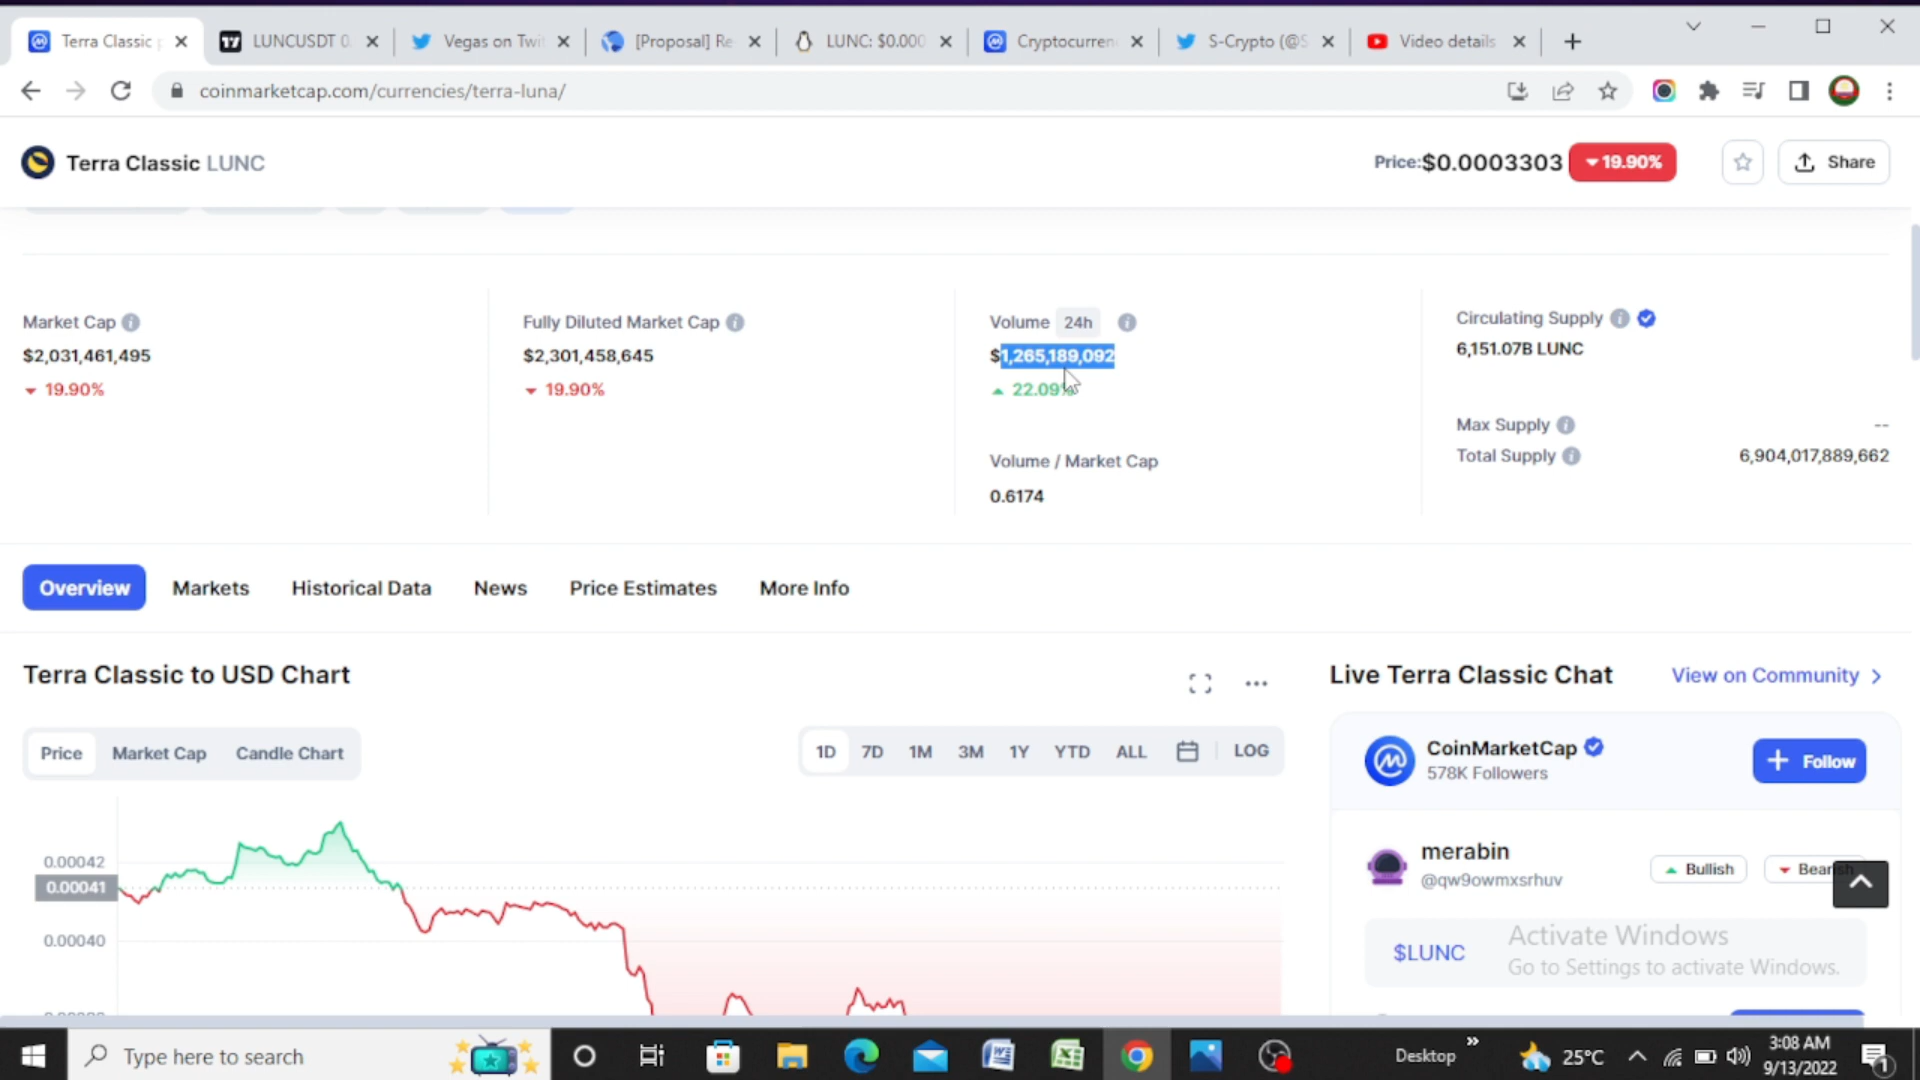 Terra Classic p
LUNCUSDT 0.
Vegas on Twit
[Proposal] Re
LUNC: $0.000
Cryptocurren
S-Crypto (@S
Video details
coinmarketcap.com/currencies/terra-luna/
Terra Classic LUNC
Price:$0.0003303
19.90%
Share
Market Cap
$2,031,461,495
19.90%
Fully Diluted Market Cap
$2,301,458,645
19.90%
Volume 24h
$1,265,189,092
22.09%
Volume / Market Cap
0.6174
Circulating Supply
6,151.07B LUNC
Max Supply --
Total Supply 6,904,017,889,662
Overview Markets Historical Data News Price Estimates More Info
Terra Classic to USD Chart
Price Market Cap Candle Chart
1D 7D 1M 3M 1Y YTD ALL LOG
0.00042
0.00041
0.00040
Live Terra Classic Chat
View on Community
CoinMarketCap
578K Followers
+ Follow
merabin
@qw9owmxsrhuv
Bullish
Bearish
$LUNC
Activate Windows
Go to Settings to activate Windows.
Type here to search
Desktop
25°C
3:08 AM
9/13/2022
1